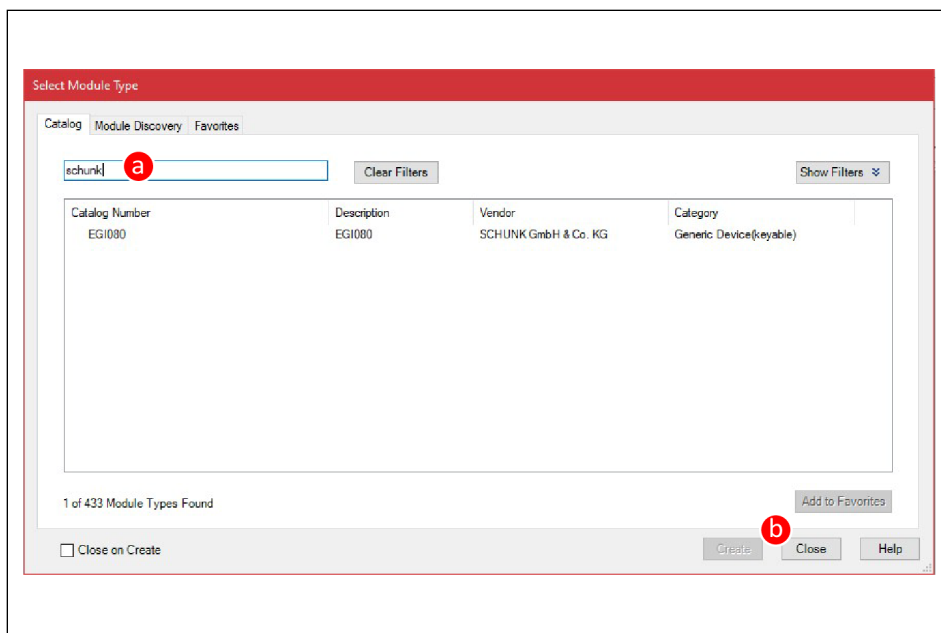 Select Module Type
Catalog Module Discovery Favorites
schunk a Clear Filters Show Filters
Catalog Number Description Vendor Category
EGI080 EGI080 SCHUNK GmbH & Co. KG Generic Device(keyable)
1 of 433 Module Types Found Add to Favorites
b
Close on Create Create Close Help